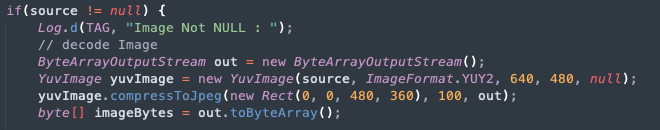 if(source != null) {
Log.d(TAG, "Image Not NULL : ");
// decode Image
ByteArrayOutputStream out = new ByteArrayOutputStream();
YuvImage yuvImage = new YuvImage(source, ImageFormat.YUY2, 640, 480, null);
yuvImage.compressToJpeg(new Rect(0, 0, 480, 360), 100, out);
byte[] imageBytes = out.toByteArray();